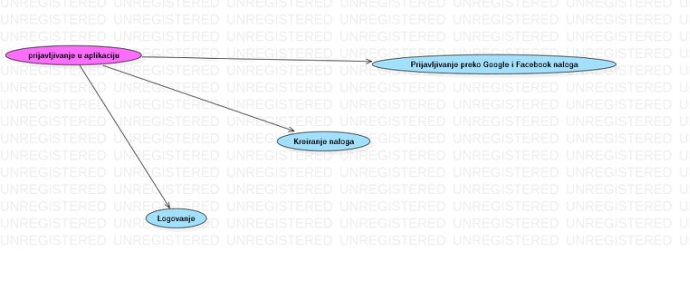 prijavljivanje u aplikaciju
Prijavljivanje preko Google i Facebook naloga
Kreiranje naloga
Logovanje
UNREGISTERED